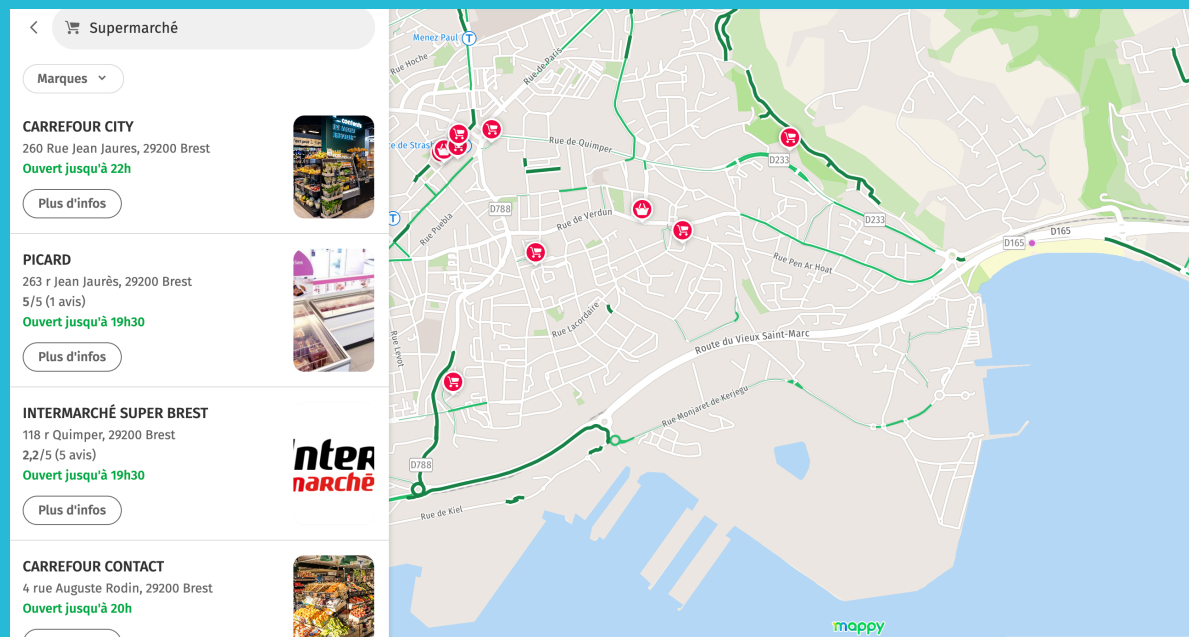 Supermarché
Marques
CARREFOUR CITY
260 Rue Jean Jaures, 29200 Brest
Ouvert jusqu'à 22h
Plus d'infos
PICARD
263 r Jean Jaurès, 29200 Brest
5/5 (1 avis)
Ouvert jusqu'à 19h30
Plus d'infos
INTERMARCHÉ SUPER BREST
118 r Quimper, 29200 Brest
2,2/5 (5 avis)
Ouvert jusqu'à 19h30
Plus d'infos
nter
marché
CARREFOUR CONTACT
4 rue Auguste Rodin, 29200 Brest
Ouvert jusqu'à 20h
Menez Paul
T
Rue Hoche
Rue de Paris
ce de Stras
Rue de Quimper
D233
D788
Rue Puebla
T
Rue de Verdun
D233
D165
D165
Rue Pen Ar Hoat
Rue Lacordaire
Rue Levot
Route du Vieux Saint-Marc
Rue Monjaret de Kerjegu
D788
Rue de Kiel
mappy